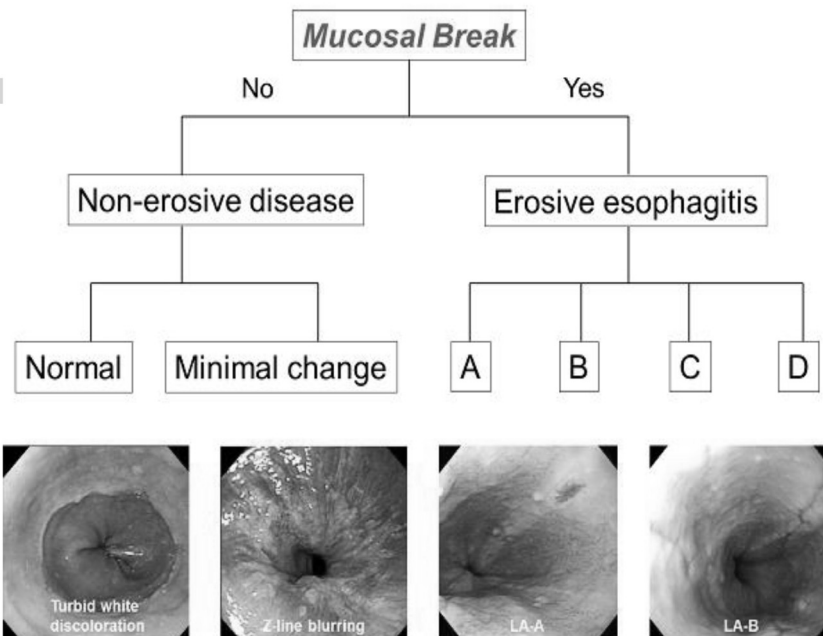 Mucosal Break
No
Yes
Non-erosive disease
Erosive esophagitis
Normal
Minimal change
A
B
C
D
Turbid white
discoloration
Z-line blurring
LA-A
LA-B